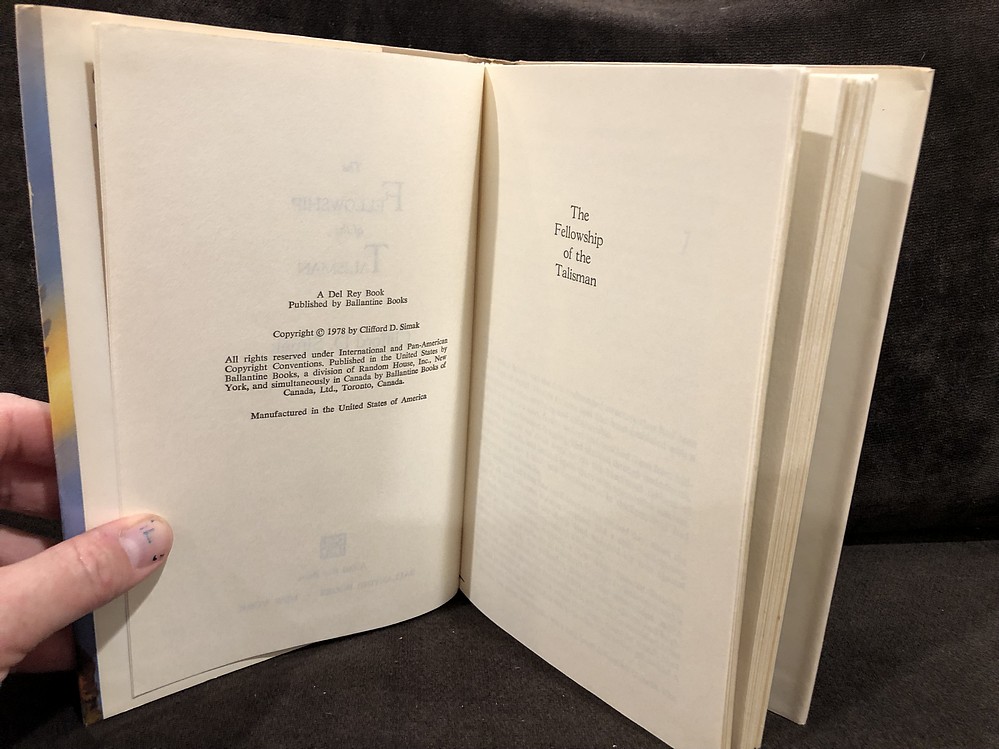 A Del Rey Book
Published by Ballantine Books
Copyright © 1978 by Clifford D. Simak
All rights reserved under International and Pan-American
Copyright Conventions. Published in the United States by
Ballantine Books, a division of Random House, Inc., New
York, and simultaneously in Canada by Ballantine Books of
Canada, Ltd., Toronto, Canada.
Manufactured in the United States of America
The
Fellowship
of the
Talisman